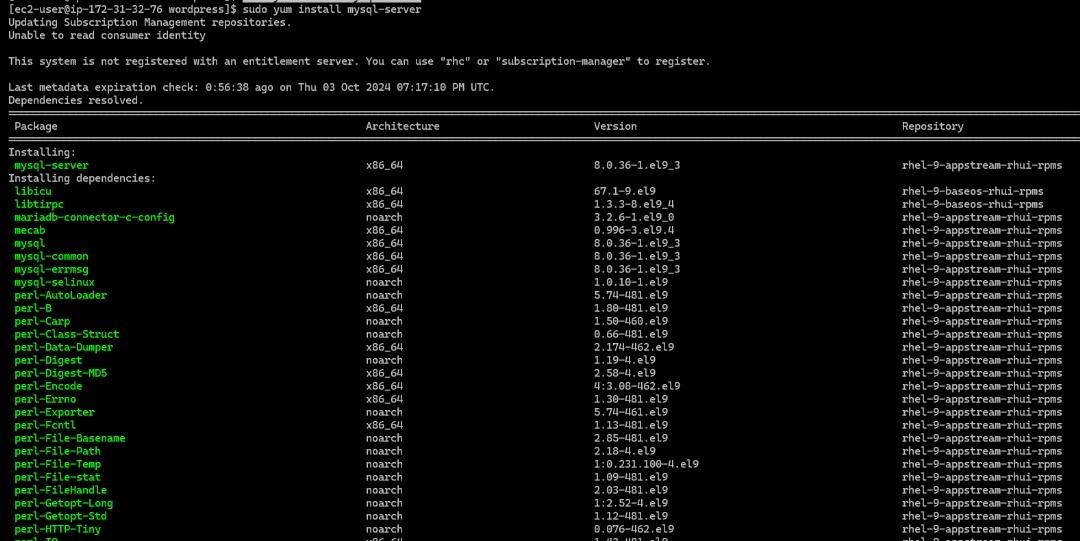 [ec2-user@ip-172-31-32-76 wordpress]$ sudo yum install mysql-server
Updating Subscription Management repositories.
Unable to read consumer identity
This system is not registered with an entitlement server. You can use "rhc" or "subscription-manager" to register.
Last metadata expiration check: 0:56:38 ago on Thu 03 Oct 2024 07:17:10 PM UTC.
Dependencies resolved.
Package Architecture Version Repository
Installing:
mysql-server x86_64 8.0.36-1.el9_3 rhel-9-appstream-rhui-rpms
Installing dependencies:
libicu x86_64 67.1-9.el9 rhel-9-baseos-rhui-rpms
libtirpc x86_64 1.3.3-8.el9_4 rhel-9-baseos-rhui-rpms
mariadb-connector-c-config noarch 3.2.6-1.el9_0 rhel-9-appstream-rhui-rpms
mecab x86_64 0.996-3.el9.4 rhel-9-appstream-rhui-rpms
mysql x86_64 8.0.36-1.el9_3 rhel-9-appstream-rhui-rpms
mysql-common x86_64 8.0.36-1.el9_3 rhel-9-appstream-rhui-rpms
mysql-errmsg x86_64 8.0.36-1.el9_3 rhel-9-appstream-rhui-rpms
mysql-selinux noarch 1.0.10-1.el9 rhel-9-appstream-rhui-rpms
perl-AutoLoader noarch 5.74-481.el9 rhel-9-appstream-rhui-rpms
perl-B x86_64 1.80-481.el9 rhel-9-appstream-rhui-rpms
perl-Carp noarch 1.50-460.el9 rhel-9-appstream-rhui-rpms
perl-Class-Struct noarch 0.66-481.el9 rhel-9-appstream-rhui-rpms
perl-Data-Dumper x86_64 2.174-462.el9 rhel-9-appstream-rhui-rpms
perl-Digest noarch 1.19-4.el9 rhel-9-appstream-rhui-rpms
perl-Digest-MD5 x86_64 2.58-4.el9 rhel-9-appstream-rhui-rpms
perl-Encode x86_64 4:3.08-462.el9 rhel-9-appstream-rhui-rpms
perl-Errno x86_64 1.30-481.el9 rhel-9-appstream-rhui-rpms
perl-Exporter noarch 5.74-461.el9 rhel-9-appstream-rhui-rpms
perl-Fcntl x86_64 1.13-481.el9 rhel-9-appstream-rhui-rpms
perl-File-Basename noarch 2.85-481.el9 rhel-9-appstream-rhui-rpms
perl-File-Path noarch 2.18-4.el9 rhel-9-appstream-rhui-rpms
perl-File-Temp noarch 1:0.231.100-4.el9 rhel-9-appstream-rhui-rpms
perl-File-stat noarch 1.09-481.el9 rhel-9-appstream-rhui-rpms
perl-FileHandle noarch 2.03-481.el9 rhel-9-appstream-rhui-rpms
perl-Getopt-Long noarch 1:2.52-4.el9 rhel-9-appstream-rhui-rpms
perl-Getopt-Std noarch 1.12-481.el9 rhel-9-appstream-rhui-rpms
perl-HTTP-Tiny noarch 0.076-462.el9 rhel-9-appstream-rhui-rpms